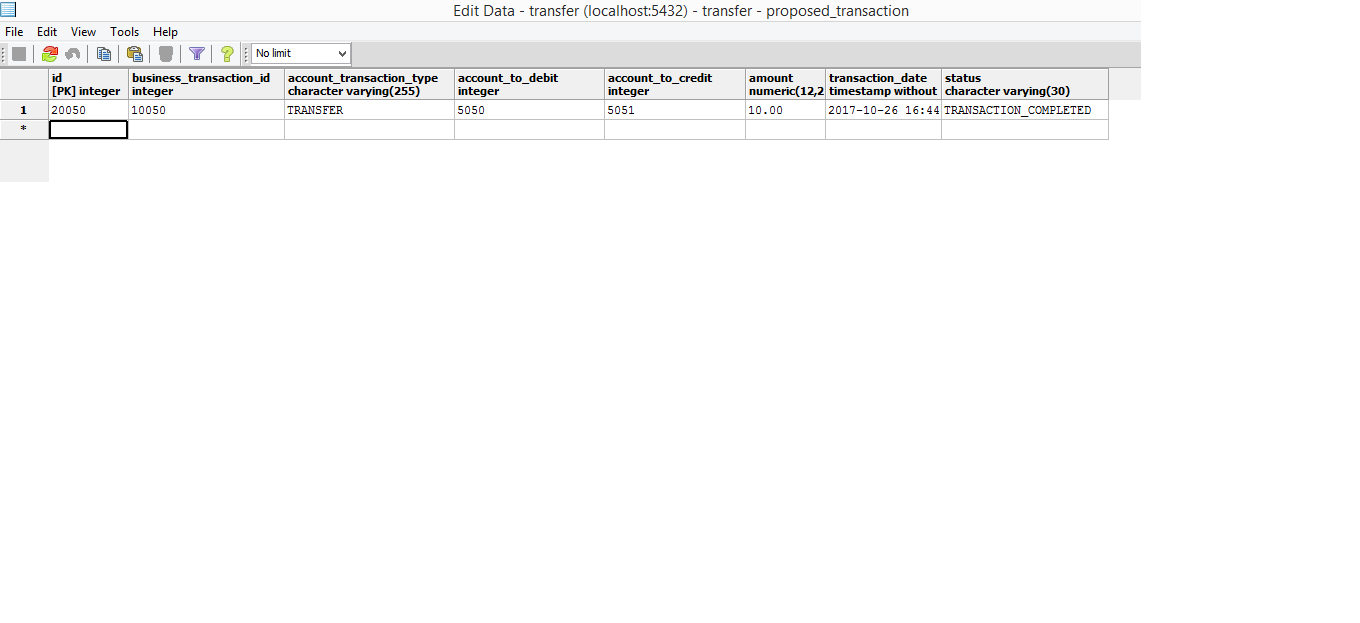 Edit Data - transfer (localhost:5432) - transfer - proposed_transaction
File Edit View Tools Help
No limit
id business_transaction_id account_transaction_type account_to_debit account_to_credit amount transaction_date status
[PK] integer integer character varying(255) integer integer numeric(12,2 timestamp without character varying(30)
1 20050 10050 TRANSFER 5050 5051 10.00 2017-10-26 16:44 TRANSACTION_COMPLETED
*